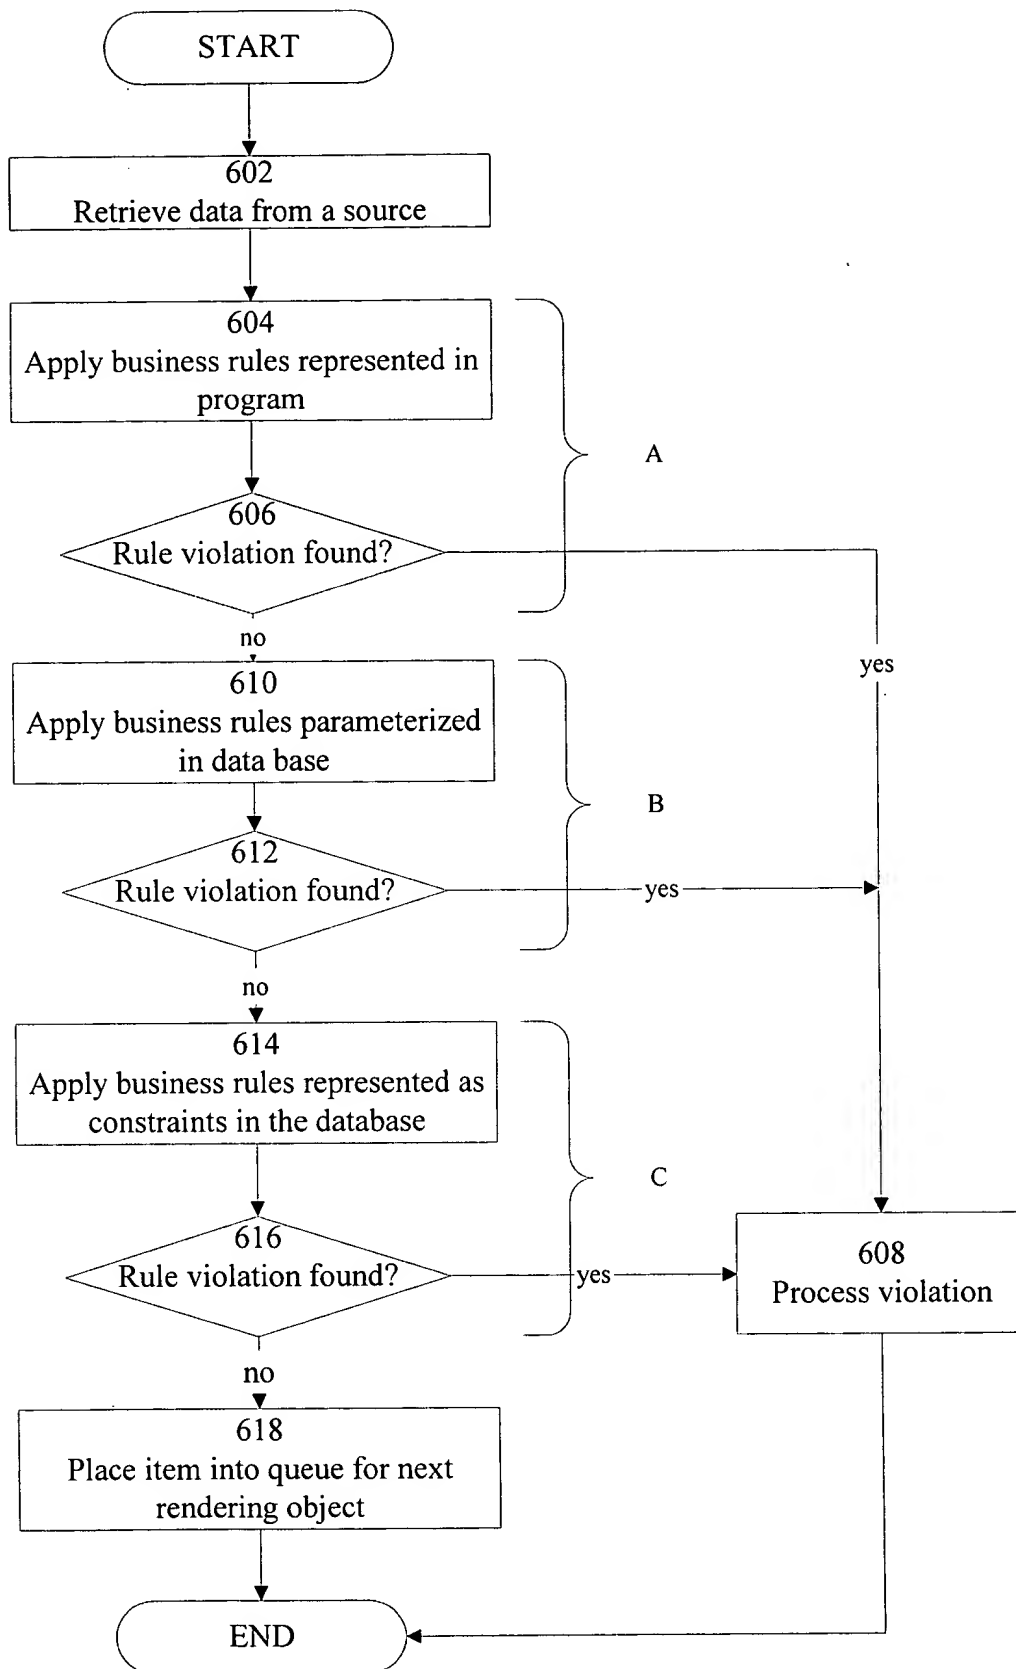 START
602
Retrieve data from a source
604
Apply business rules represented in
program
A
606
Rule violation found?
no
yes
610
Apply business rules parameterized
in data base
B
612
Rule violation found?
yes
no
614
Apply business rules represented as
constraints in the database
C
616
Rule violation found?
yes
608
Process violation
no
618
Place item into queue for next
rendering object
END